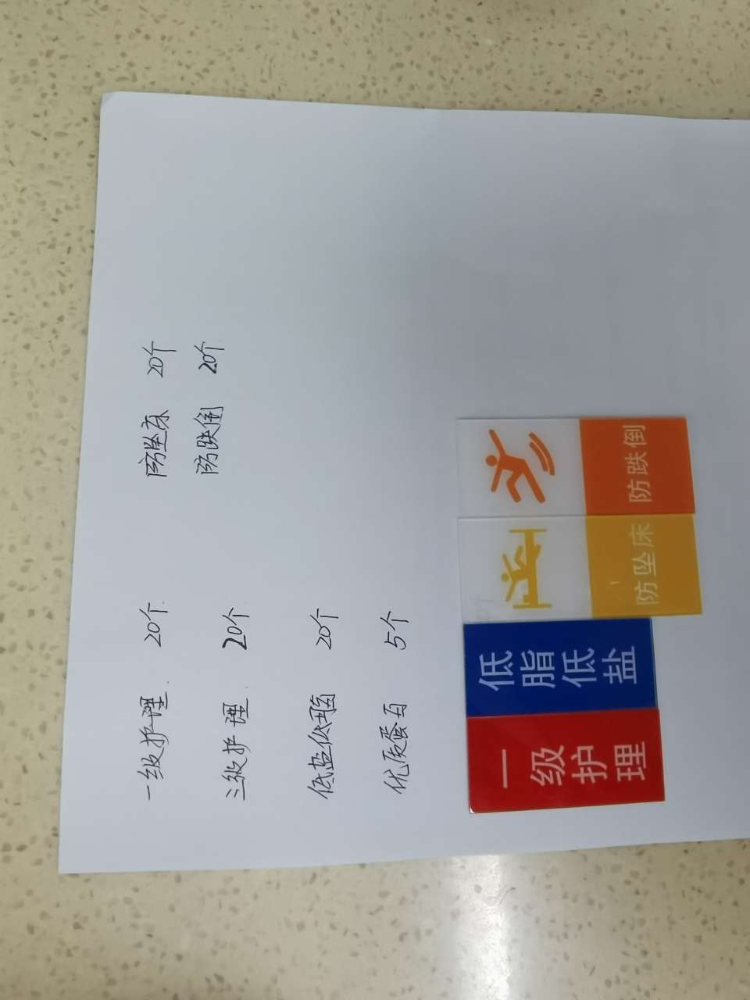 一级护理. 20个. 防坠床 20个
三级护理. 20个 防跌倒 20个
低盐低脂 20个
优质蛋白 5个
一级护理
低脂低盐
防坠床
防跌倒